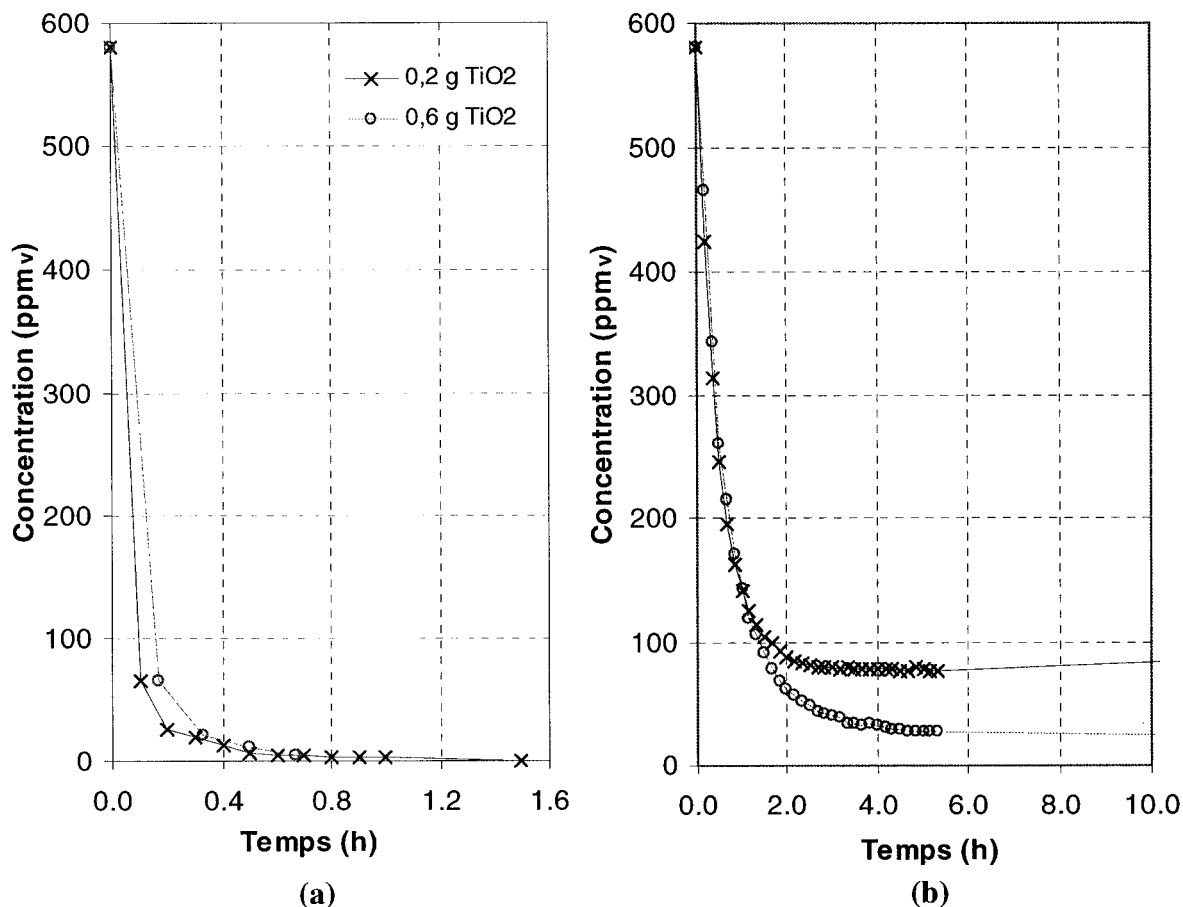 600
500
400
300
200
100
0
Concentration (ppmv)
0,2 g TiO2
0,6 g TiO2
0.0 0.4 0.8 1.2 1.6
Temps (h)
(a)
600
500
400
300
200
100
0
Concentration (ppmv)
0.0 2.0 4.0 6.0 8.0 10.0
Temps (h)
(b)